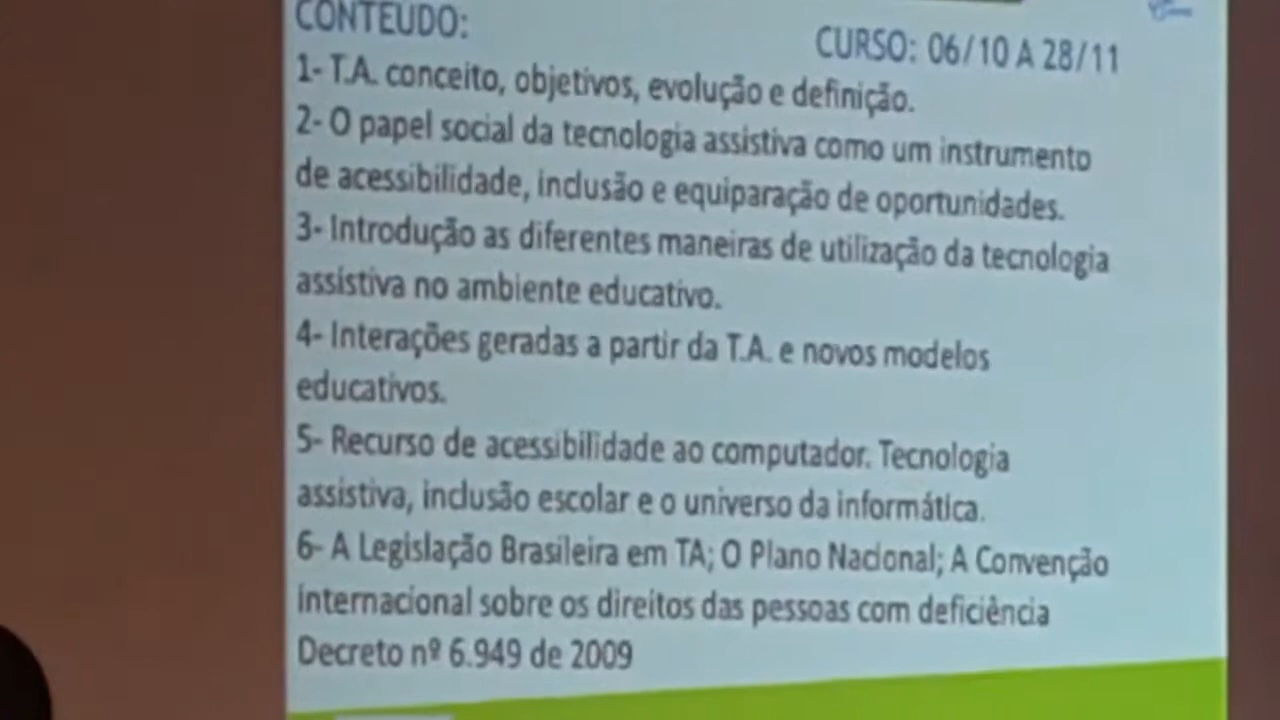 CONTEUDO:
CURSO: 06/10 A 28/11
1- T.A. conceito, objetivos, evolução e definição.
2- O papel social da tecnologia assistiva como um instrumento
de acessibilidade, inclusão e equiparação de oportunidades.
3- Introdução as diferentes maneiras de utilização da tecnologia
assistiva no ambiente educativo.
4- Interações geradas a partir da T.A. e novos modelos
educativos.
5- Recurso de acessibilidade ao computador. Tecnologia
assistiva, inclusão escolar e o universo da informática.
6- A Legislação Brasileira em TA; O Plano Nacional; A Convenção
internacional sobre os direitos das pessoas com deficiência
Decreto nº 6.949 de 2009